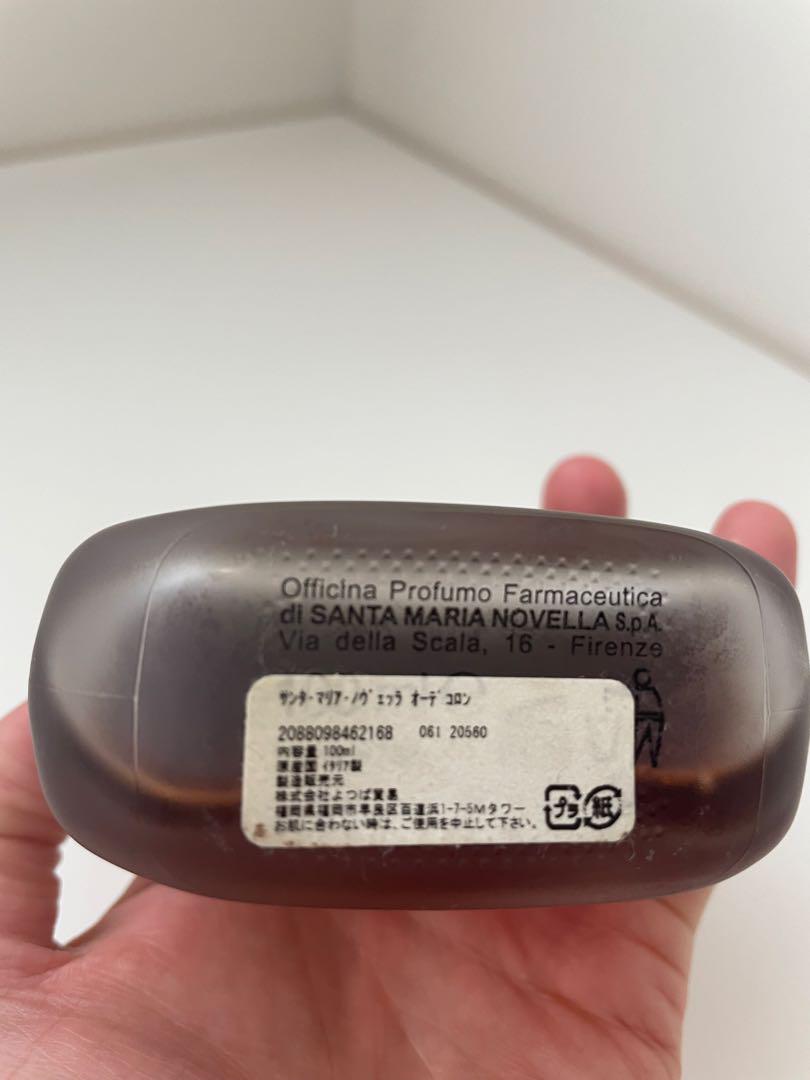 Officina Profumo Farmaceutica
di SANTA MARIA NOVELLA S.p.A.
Via della Scala, 16 - Firenze
サンタ・マリア・ノヴェッラ オーデコロン
2088098462168 061 20560
内容量 100ml
原産国 イタリア製
製造販売元
株式会社よつば貿易
福岡県福岡市早良区百道浜1-7-5Mタワー
お肌に合わない時は、ご使用を中止して下さい。
プラ 紙